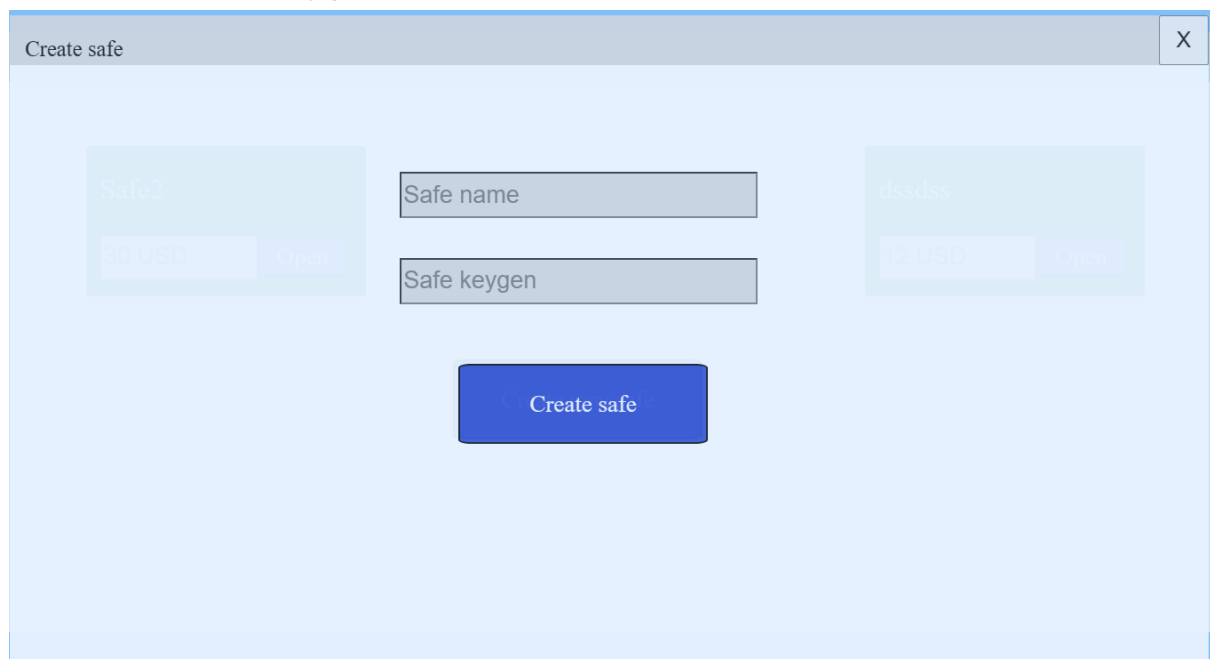 Create safe
X
Safe2
dssdss
Safe name
30 USD
Open
12 USD
Open
Safe keygen
Create safe